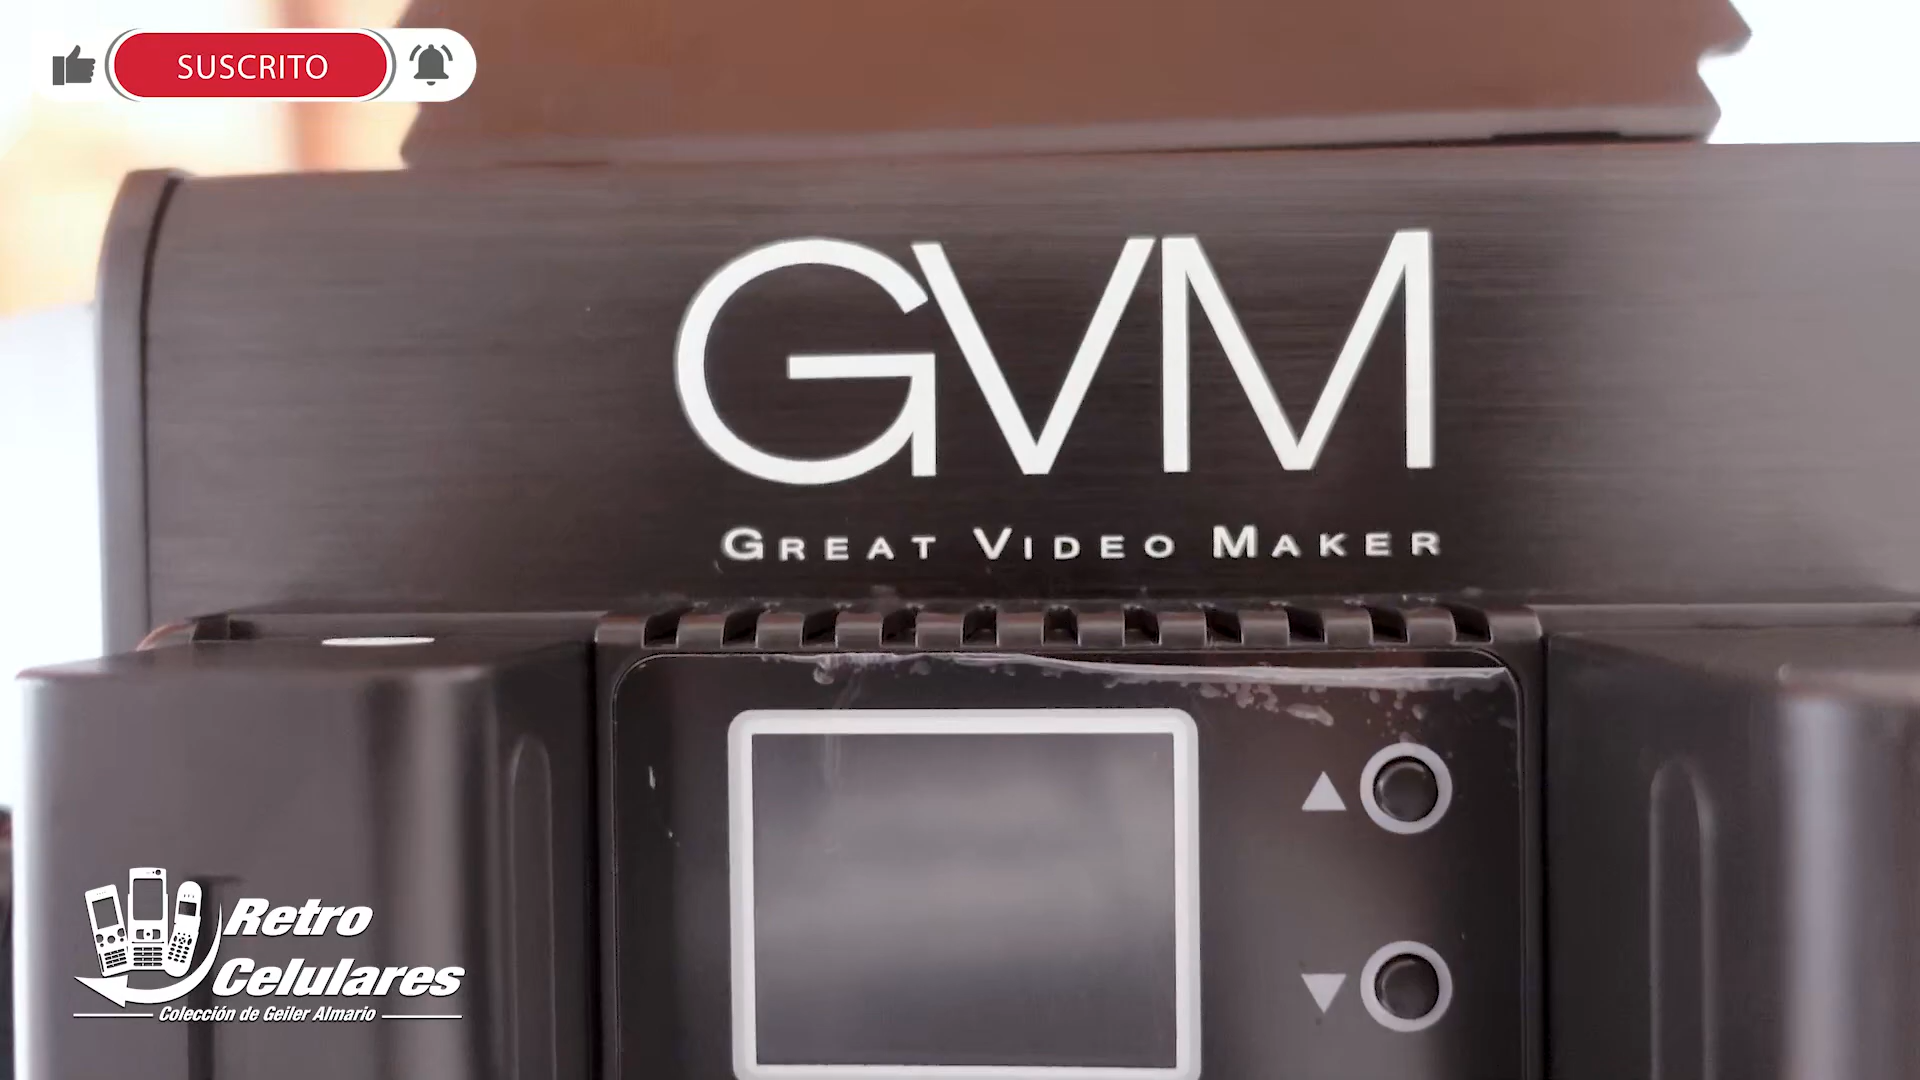 SUSCRITO
GVM
GREAT VIDEO MAKER
Retro
Celulares
Colección de Geiler Almario